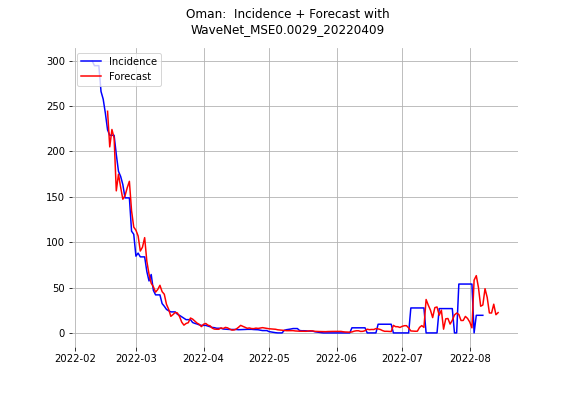 Oman:  Incidence + Forecast with
WaveNet_MSE0.0029_20220409
Incidence
Forecast
300
250
200
150
100
50
0
2022-02 2022-03 2022-04 2022-05 2022-06 2022-07 2022-08